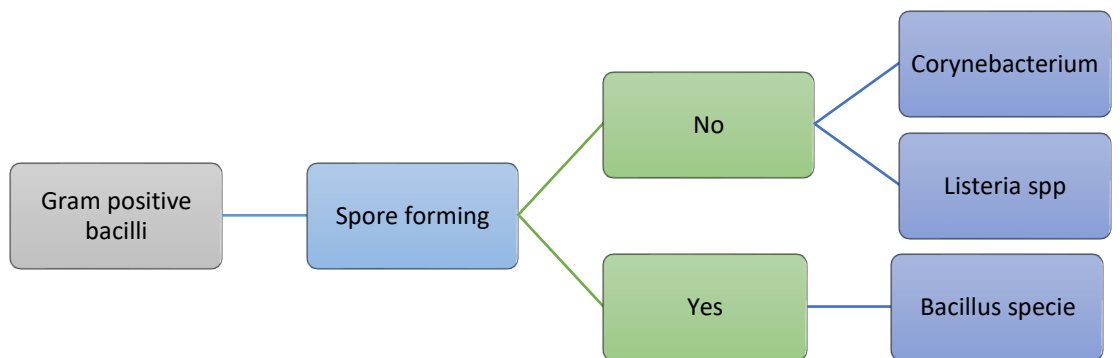 Gram positive
bacilli
Spore forming
No
Corynebacterium
Listeria spp
Yes
Bacillus specie